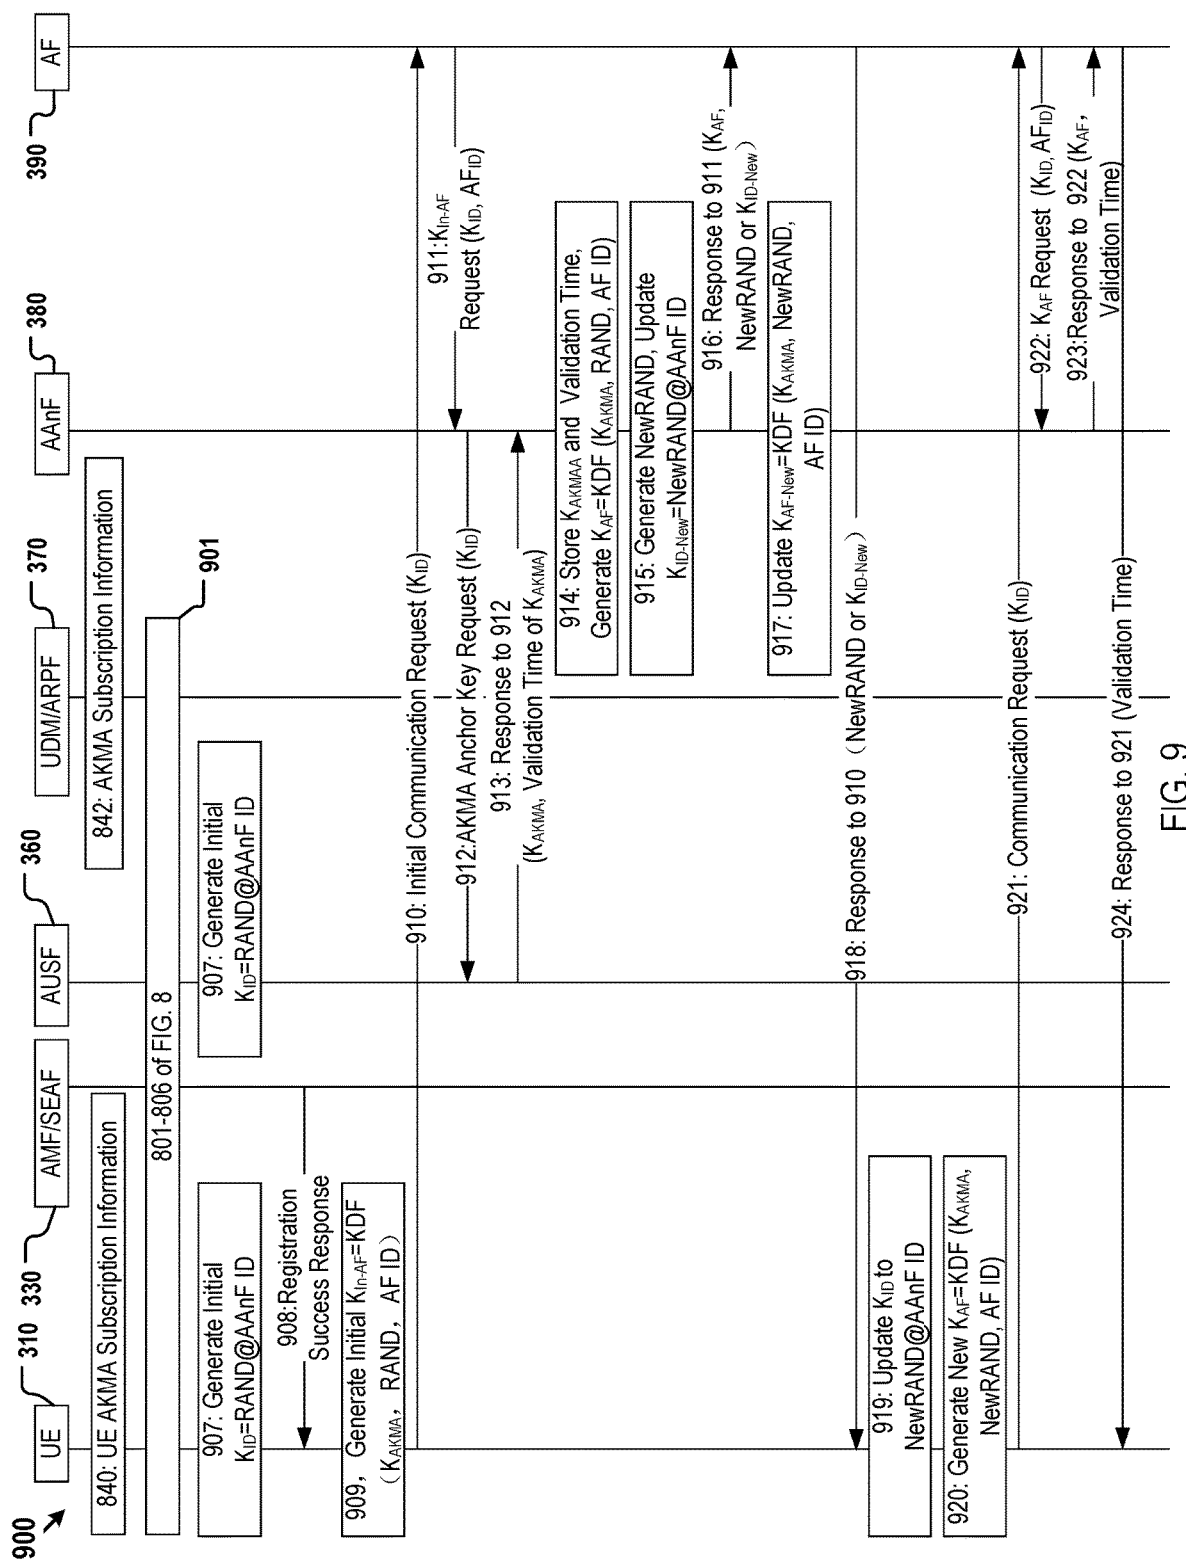 900
UE
310
330
AMF/SEAF
AUSF
360
UDM/ARPF
370
AAnF
380
390
AF
840: UE AKMA Subscription Information
842: AKMA Subscription Information
801-806 of FIG. 8
901
907: Generate Initial
KID=RAND@AAnF ID
907: Generate Initial
KID=RAND@AAnF ID
908:Registration
Success Response
909， Generate Initial KIn-AF=KDF
（KAKMA， RAND， AF ID）
910: Initial Communication Request (KID)
911:KIn-AF
Request (KID, AFID)
912:AKMA Anchor Key Request (KID)
913: Response to 912
(KAKMA, Validation Time of KAKMA)
914: Store KAKMAA and Validation Time,
Generate KAF=KDF (KAKMA, RAND, AF ID)
915: Generate NewRAND, Update
KID-New=NewRAND@AAnF ID
916: Response to 911 (KAF,
NewRAND or KID-New）
917: Update KAF-New=KDF (KAKMA, NewRAND,
AF ID)
918: Response to 910 （NewRAND or KID-New）
919: Update KID to
NewRAND@AAnF ID
920: Generate New KAF=KDF (KAKMA,
NewRAND, AF ID)
921: Communication Request (KID)
922: KAF Request (KID, AFID)
923:Response to 922 (KAF,
Validation Time)
924: Response to 921 (Validation Time)
FIG. 9